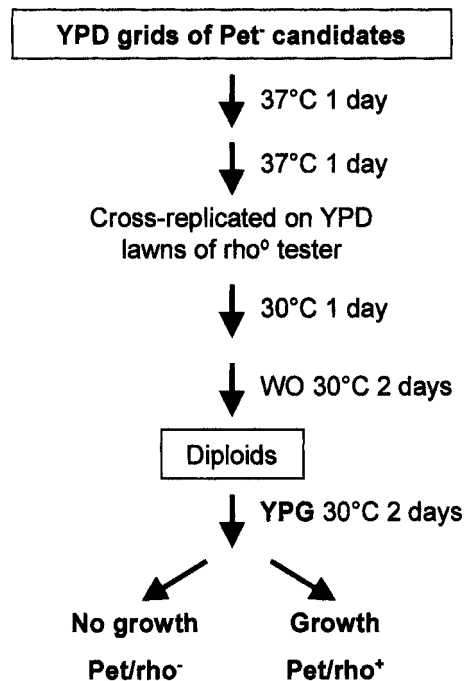 YPD grids of Pet⁻ candidates
37°C 1 day
37°C 1 day
Cross-replicated on YPD
lawns of rho⁰ tester
30°C 1 day
WO 30°C 2 days
Diploids
YPG 30°C 2 days
No growth Growth
Pet/rho⁻ Pet/rho⁺